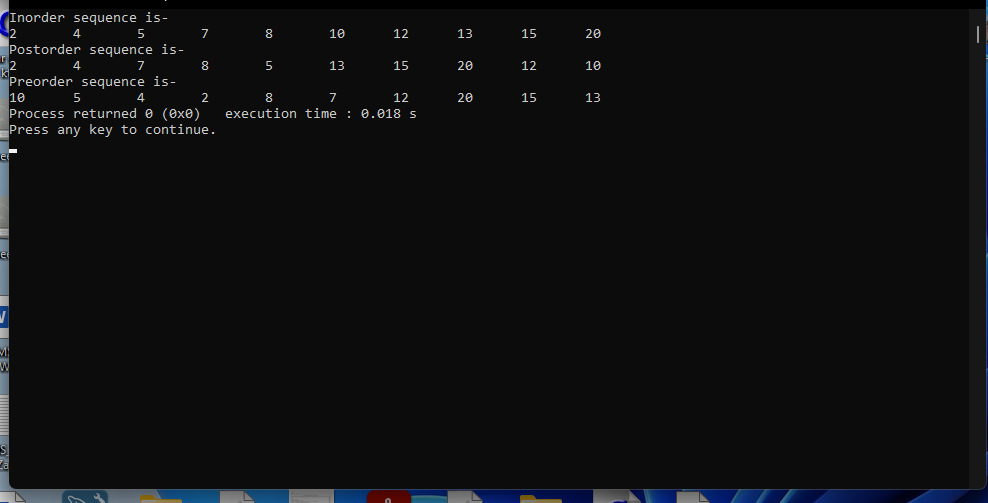 Inorder sequence is-
2 4 5 7 8 10 12 13 15 20
Postorder sequence is-
2 4 7 8 5 13 15 20 12 10
Preorder sequence is-
10 5 4 2 8 7 12 20 15 13
Process returned 0 (0x0) execution time : 0.018 s
Press any key to continue.